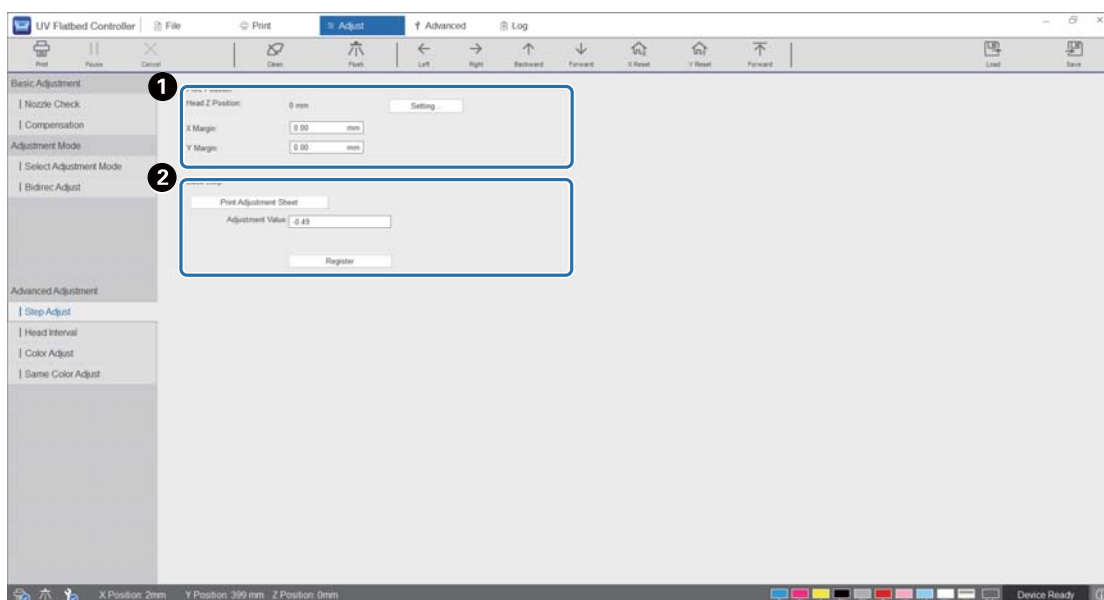 UV Flatbed Controller File Print Adjust Advanced Log
Print Pause Cancel Clean Flush Left Right Backward Forward X Reset Y Reset Forward Load Save
Basic Adjustment
Nozzle Check
Compensation
Adjustment Mode
Select Adjustment Mode
Bidirec Adjust
Advanced Adjustment
Step Adjust
Head Interval
Color Adjust
Same Color Adjust
1
Head Z Position: 0 mm Setting...
X Margin: 0.00 mm
Y Margin: 0.00 mm
2
Print Adjustment Sheet
Adjustment Value: -0.49
Register
X Position: 2mm Y Position: 399 mm Z Position: 0mm Device Ready